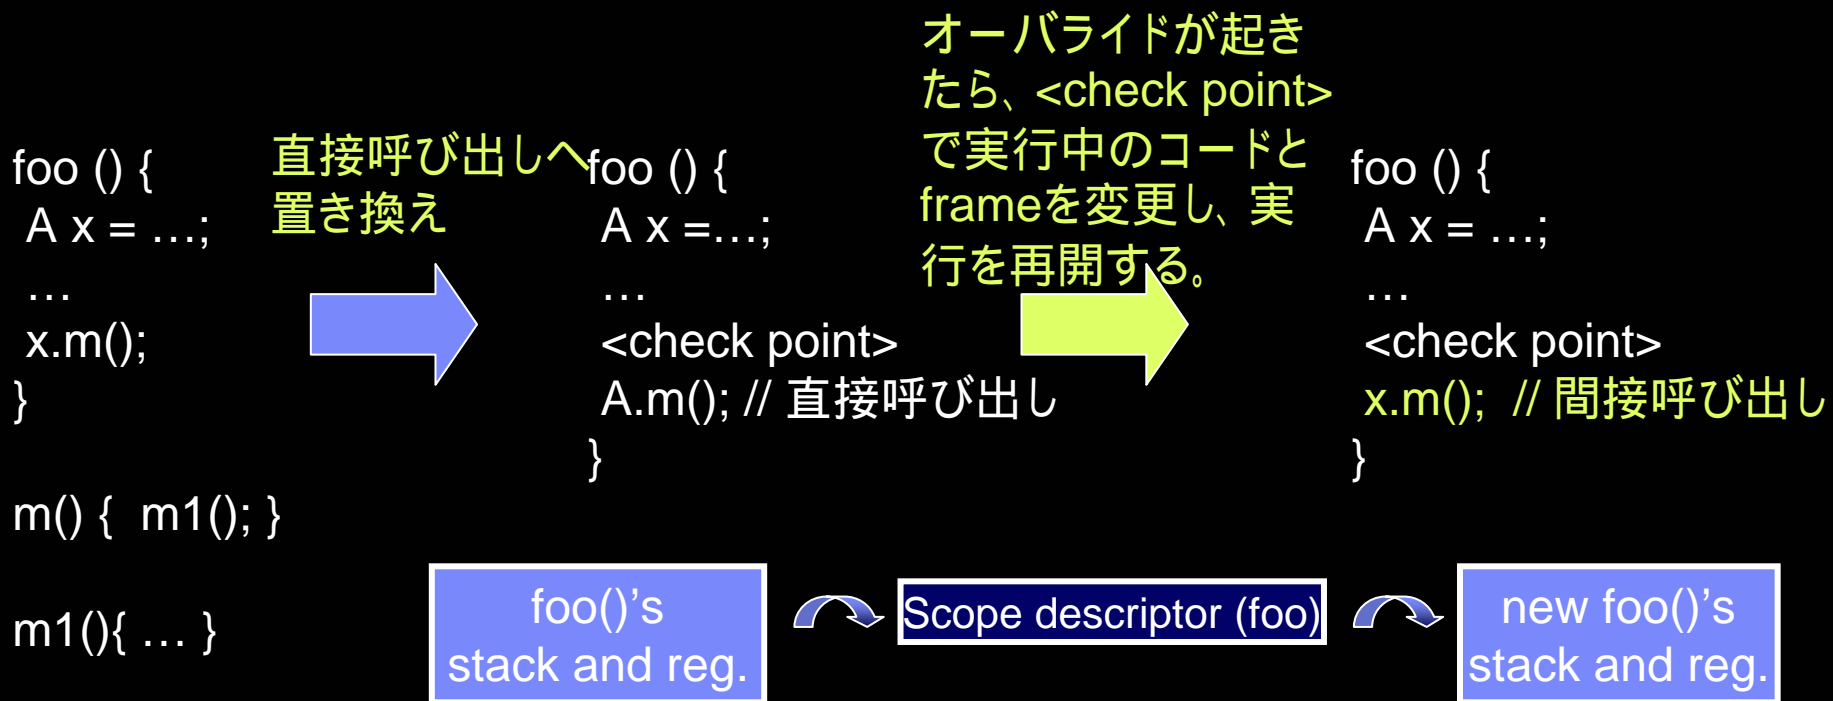 foo () {
A x = …;
…
x.m();
}
m() { m1(); }
m1(){ … }
直接呼び出しへ
置き換え
foo () {
A x =…;
…
<check point>
A.m(); // 直接呼び出し
}
オーバライドが起き
たら、<check point>
で実行中のコードと
frameを変更し、実
行を再開する。
foo () {
A x = …;
…
<check point>
x.m(); // 間接呼び出し
}
foo()’s
stack and reg.
Scope descriptor (foo)
new foo()’s
stack and reg.